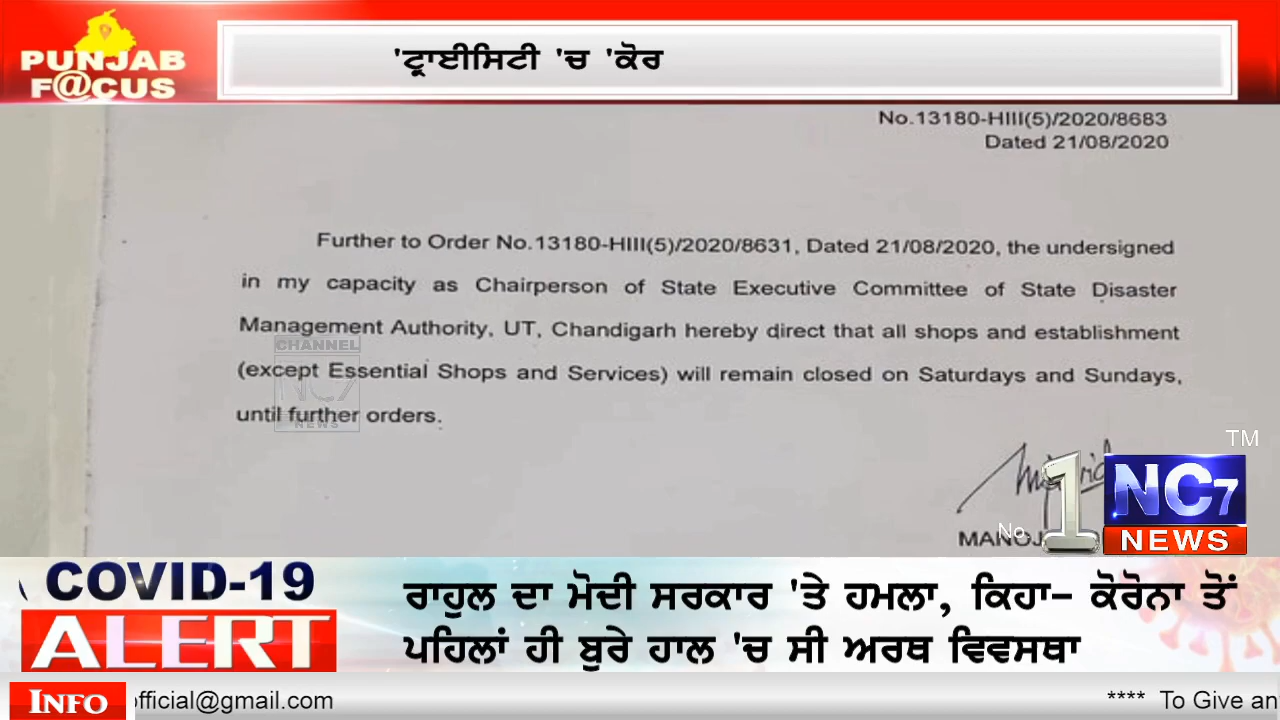 PUNJAB
F@CUS
'ਟ੍ਰਾਈਸਿਟੀ 'ਚ 'ਕੋਰ
No.13180-HIII(5)/2020/8683
Dated 21/08/2020
Further to Order No.13180-HIII(5)/2020/8631, Dated 21/08/2020, the undersigned
in my capacity as Chairperson of State Executive Committee of State Disaster
Management Authority, UT, Chandigarh hereby direct that all shops and establishment
(except Essential Shops and Services) will remain closed on Saturdays and Sundays,
until further orders.
CHANNEL
NC7
NEWS
MANOJ
TM
No. 1 NC7
NEWS
COVID-19
ALERT
ਰਾਹੁਲ ਦਾ ਮੋਦੀ ਸਰਕਾਰ 'ਤੇ ਹਮਲਾ, ਕਿਹਾ– ਕੋਰੋਨਾ ਤੋਂ
ਪਹਿਲਾਂ ਹੀ ਬੁਰੇ ਹਾਲ 'ਚ ਸੀ ਅਰਥ ਵਿਵਸਥਾ
INFO official@gmail.com **** To Give an